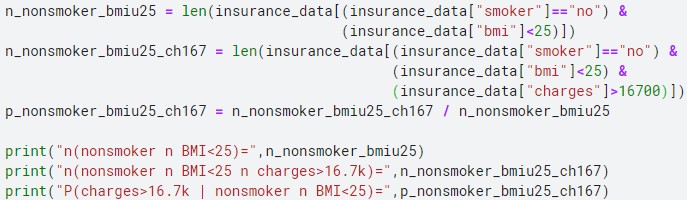 n_nonsmoker_bmiu25 = len(insurance_data[(insurance_data["smoker"]=="no") &
(insurance_data["bmi"]<25)])
n_nonsmoker_bmiu25_ch167 = len(insurance_data[(insurance_data["smoker"]=="no") &
(insurance_data["bmi"]<25) &
(insurance_data["charges"]>16700)])
p_nonsmoker_bmiu25_ch167 = n_nonsmoker_bmiu25_ch167 / n_nonsmoker_bmiu25
print("n(nonsmoker n BMI<25)=",n_nonsmoker_bmiu25)
print("n(nonsmoker n BMI<25 n charges>16.7k)=",n_nonsmoker_bmiu25_ch167)
print("P(charges>16.7k | nonsmoker n BMI<25)=",p_nonsmoker_bmiu25_ch167)